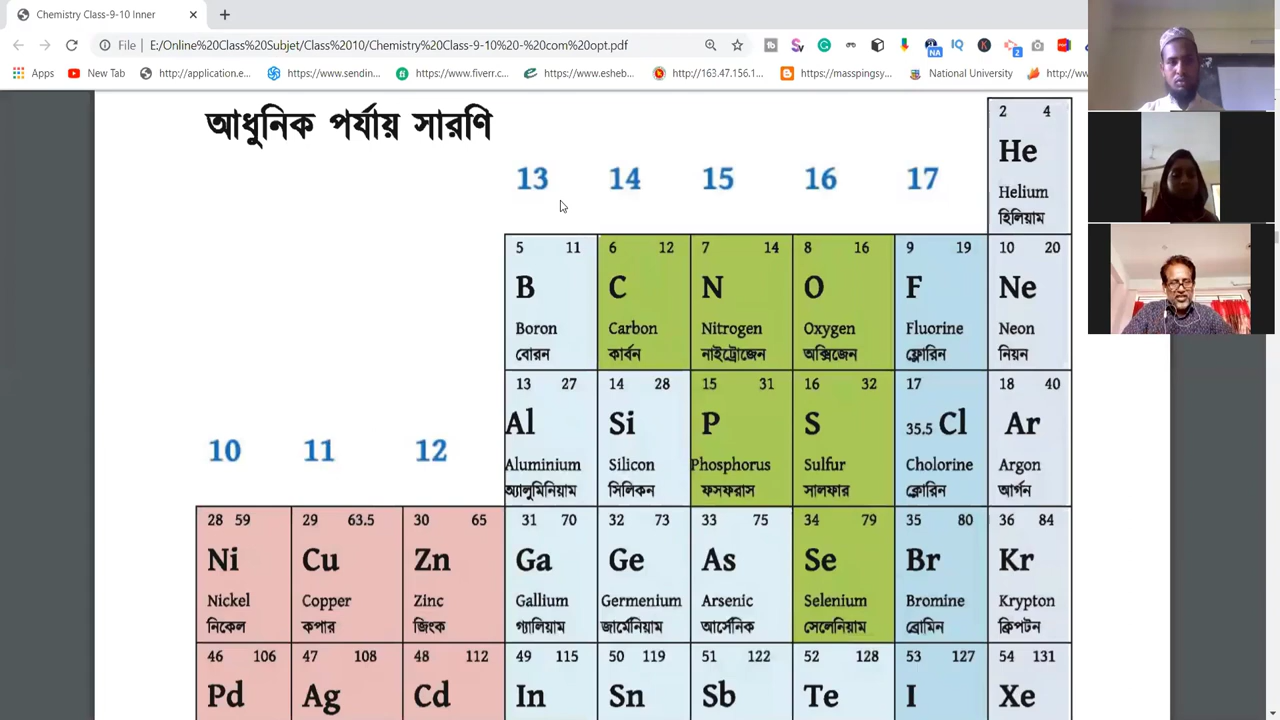 Chemistry Class-9-10 Inner
File | E:/Online%20Class%20Subjet/Class%20nine%20&%20ten/Chemistry%20Class-9-10%20-%20com%20opt.pdf
Apps New Tab http://application.e... https://www.sendin... https://www.fiverr.c... https://www.esheb... http://163.47.156.1... https://masspingsy... National University http://ww
আধুনিক পর্যায় সারণি
2 4
He
Helium
হিলিয়াম
13 14 15 16 17
5 11 6 12 7 14 8 16 9 19 10 20
B C N O F Ne
Boron Carbon Nitrogen Oxygen Fluorine Neon
বোরন কার্বন নাইট্রোজেন অক্সিজেন ফ্লোরিন নিয়ন
13 27 14 28 15 31 16 32 17 18 40
Al Si P S 35.5 Cl Ar
10 11 12
Aluminium Silicon Phosphorus Sulfur Cholorine Argon
অ্যালুমিনিয়াম সিলিকন ফসফরাস সালফার ক্লোরিন আর্গন
28 59 29 63.5 30 65 31 70 32 73 33 75 34 79 35 80 36 84
Ni Cu Zn Ga Ge As Se Br Kr
Nickel Copper Zinc Gallium Germenium Arsenic Selenium Bromine Krypton
নিকেল কপার জিংক গ্যালিয়াম জার্মেনিয়াম আর্সেনিক সেলেনিয়াম ব্রোমিন ক্রিপটন
46 106 47 108 48 112 49 115 50 119 51 122 52 128 53 127 54 131
Pd Ag Cd In Sn Sb Te I Xe